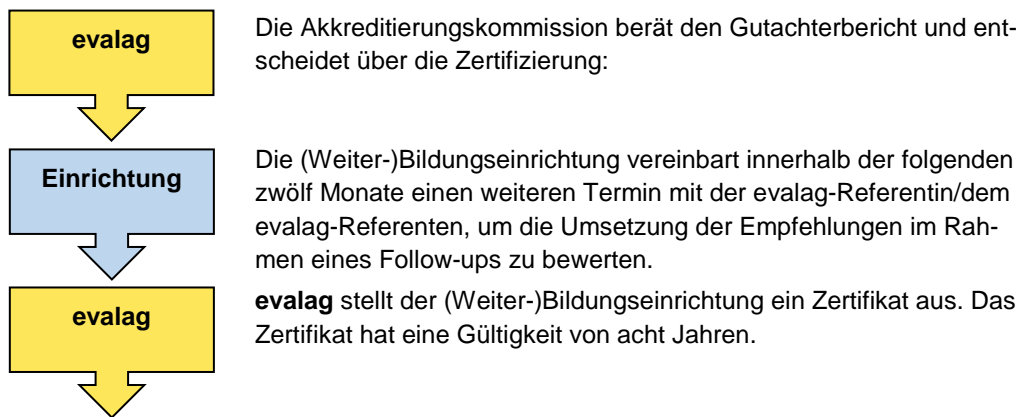 evalag
Die Akkreditierungskommission berät den Gutachterbericht und ent-
scheidet über die Zertifizierung:
Einrichtung
Die (Weiter-)Bildungseinrichtung vereinbart innerhalb der folgenden
zwölf Monate einen weiteren Termin mit der evalag-Referentin/dem
evalag-Referenten, um die Umsetzung der Empfehlungen im Rah-
men eines Follow-ups zu bewerten.
evalag
evalag stellt der (Weiter-)Bildungseinrichtung ein Zertifikat aus. Das
Zertifikat hat eine Gültigkeit von acht Jahren.